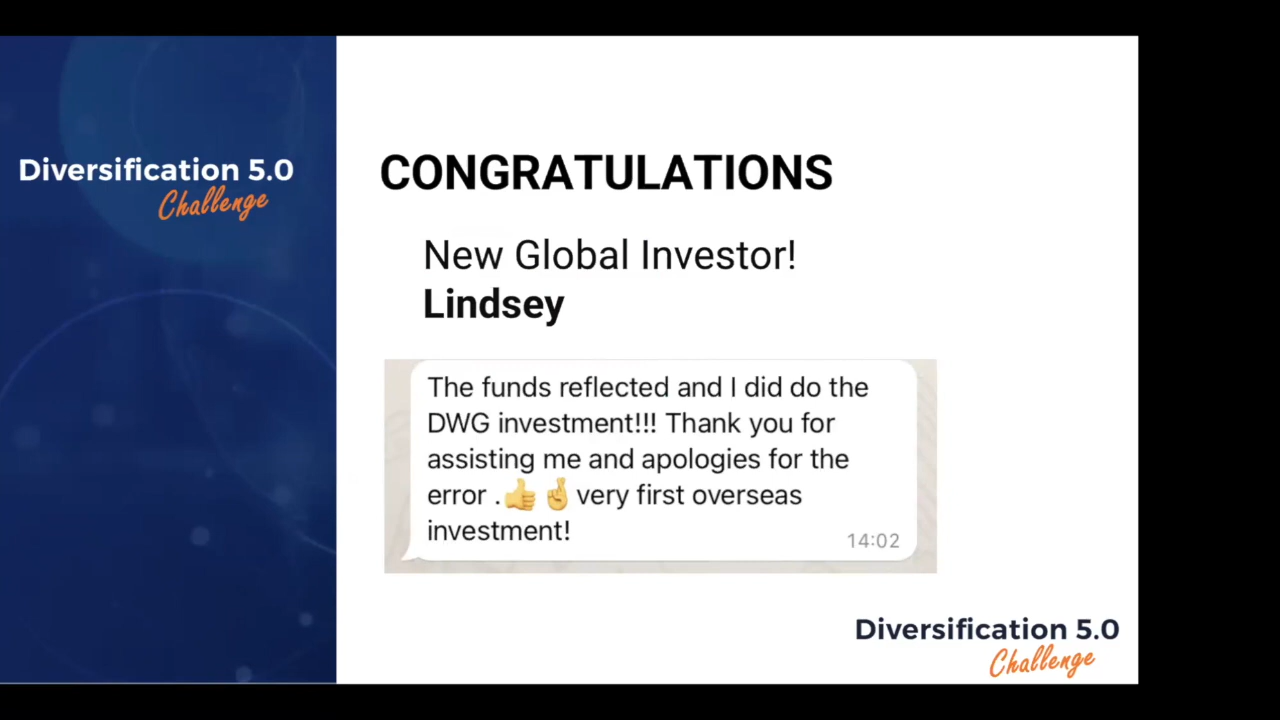 Diversification 5.0
Challenge
CONGRATULATIONS
New Global Investor!
Lindsey
The funds reflected and I did do the
DWG investment!!! Thank you for
assisting me and apologies for the
error .👍🤞very first overseas
investment!
14:02
Diversification 5.0
Challenge